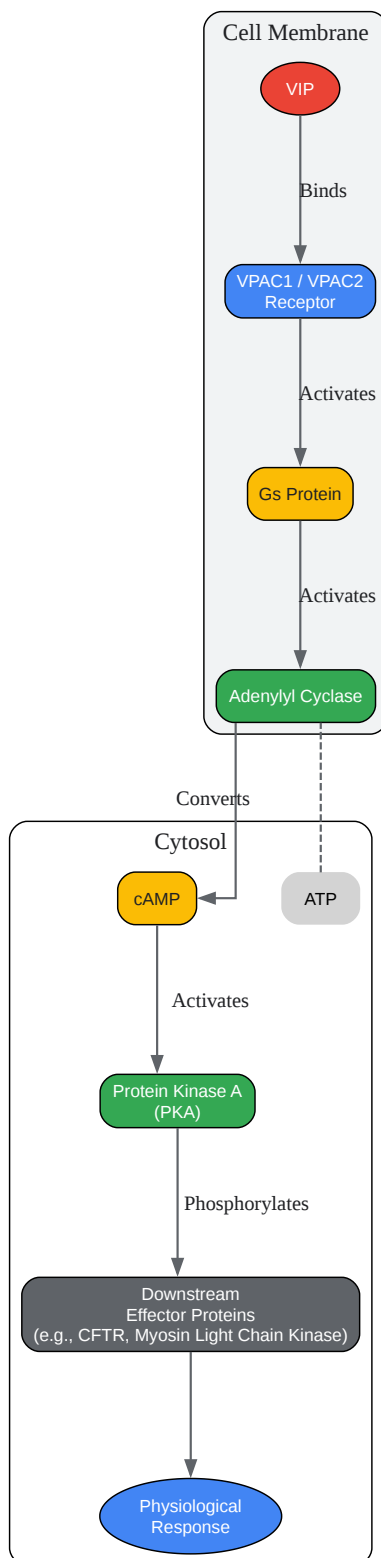 Cell Membrane
VIP
Binds
VPAC1 / VPAC2
Receptor
Activates
Gs Protein
Activates
Adenylyl Cyclase
Converts
Cytosol
cAMP
ATP
Activates
Protein Kinase A
(PKA)
Phosphorylates
Downstream
Effector Proteins
(e.g., CFTR, Myosin Light Chain Kinase)
Physiological
Response